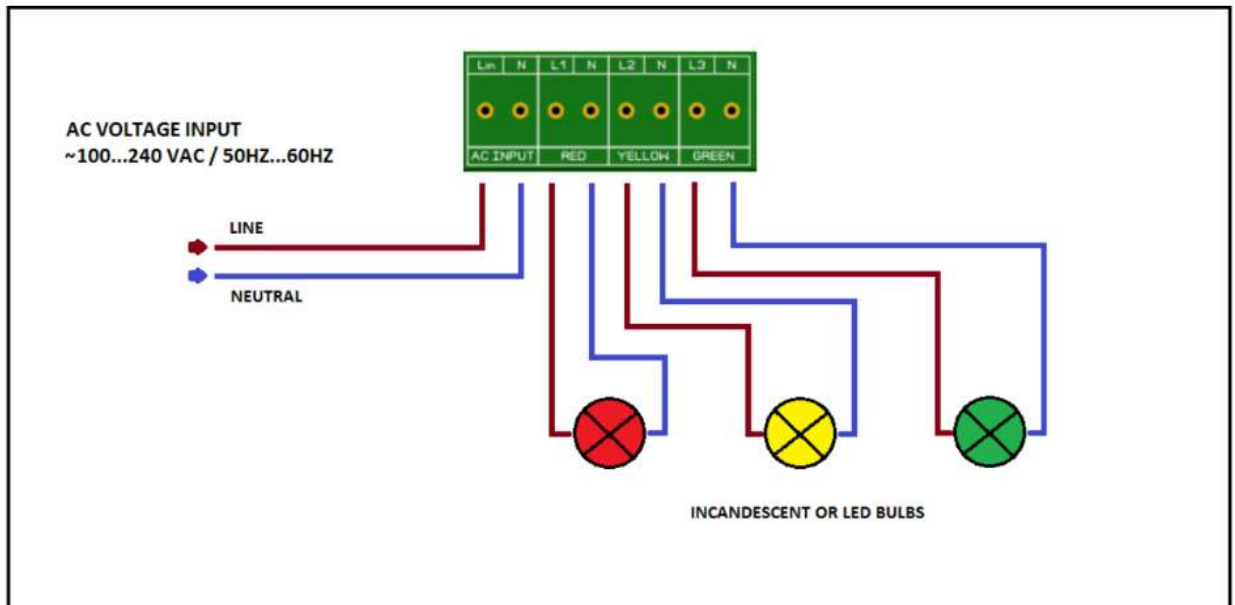 Lin N L1 N L2 N L3 N
AC INPUT RED YELLOW GREEN
AC VOLTAGE INPUT
~100...240 VAC / 50HZ...60HZ
LINE
NEUTRAL
INCANDESCENT OR LED BULBS